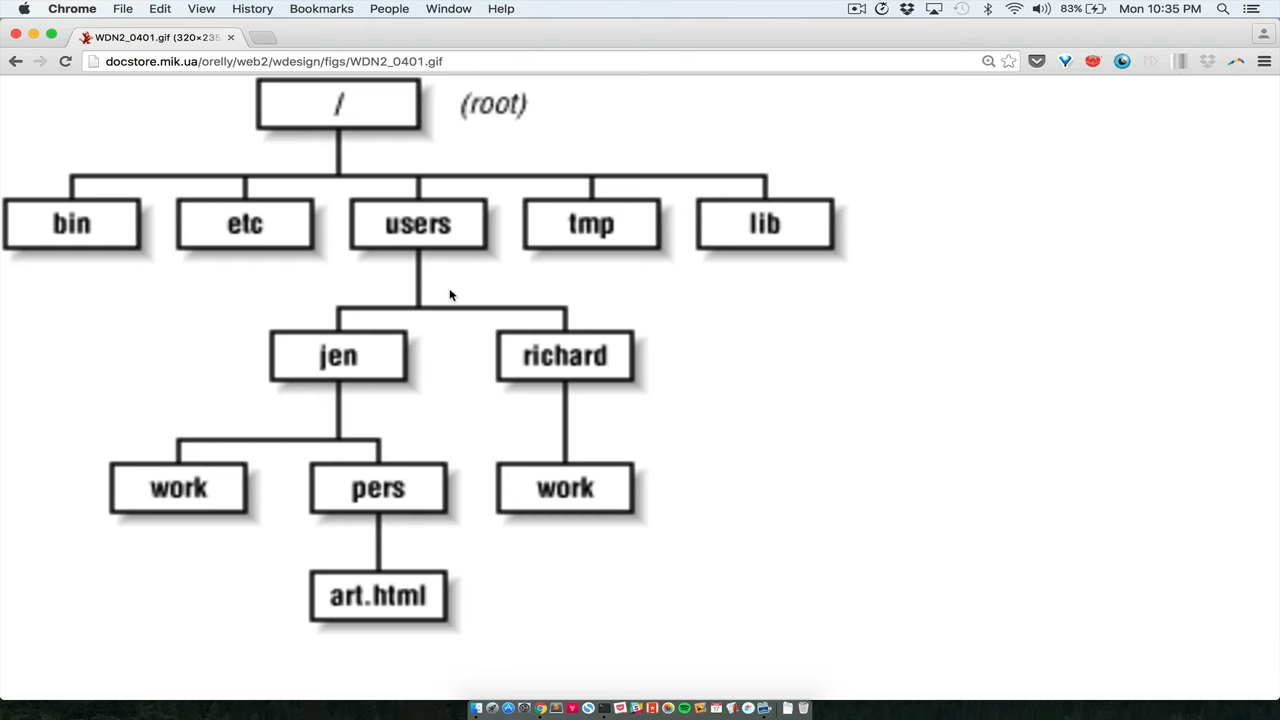 Chrome File Edit View History Bookmarks People Window Help 83% Mon 10:35 PM
WDN2_0401.gif (320×235
docstore.mik.ua/orelly/web2/wdesign/figs/WDN2_0401.gif
/ (root)
bin etc users tmp lib
jen richard
work pers work
art.html